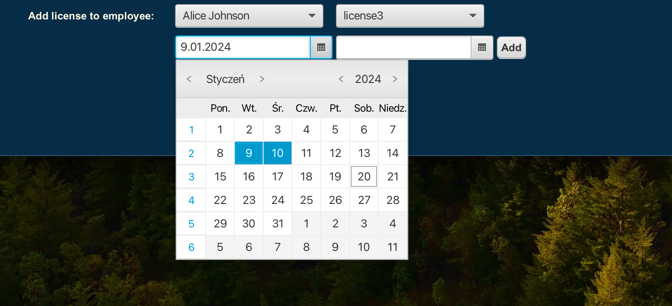 Add license to employee: Alice Johnson license3
9.01.2024 Add
Styczeń 2024
Pon. Wt. Śr. Czw. Pt. Sob. Niedz.
1 1 2 3 4 5 6 7
2 8 9 10 11 12 13 14
3 15 16 17 18 19 20 21
4 22 23 24 25 26 27 28
5 29 30 31 1 2 3 4
6 5 6 7 8 9 10 11